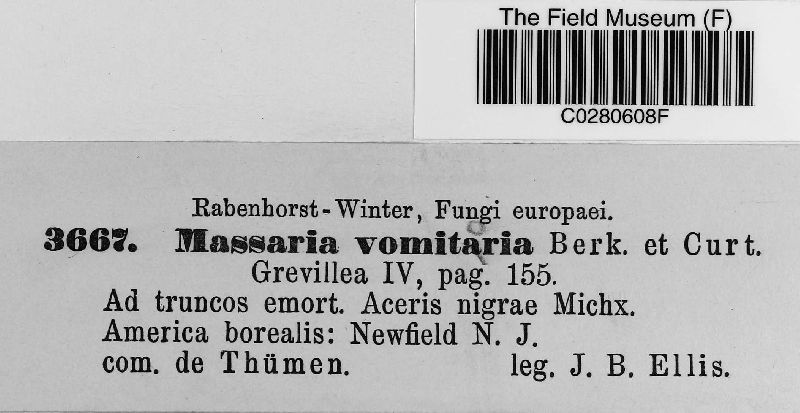 The Field Museum (F)
C0280608F
Rabenhorst-Winter, Fungi europaei.
3667. Massaria vomitaria Berk. et Curt.
Grevillea IV, pag. 155.
Ad truncos emort. Aceris nigrae Michx.
America borealis: Newfield N. J.
com. de Thümen. leg. J. B. Ellis.